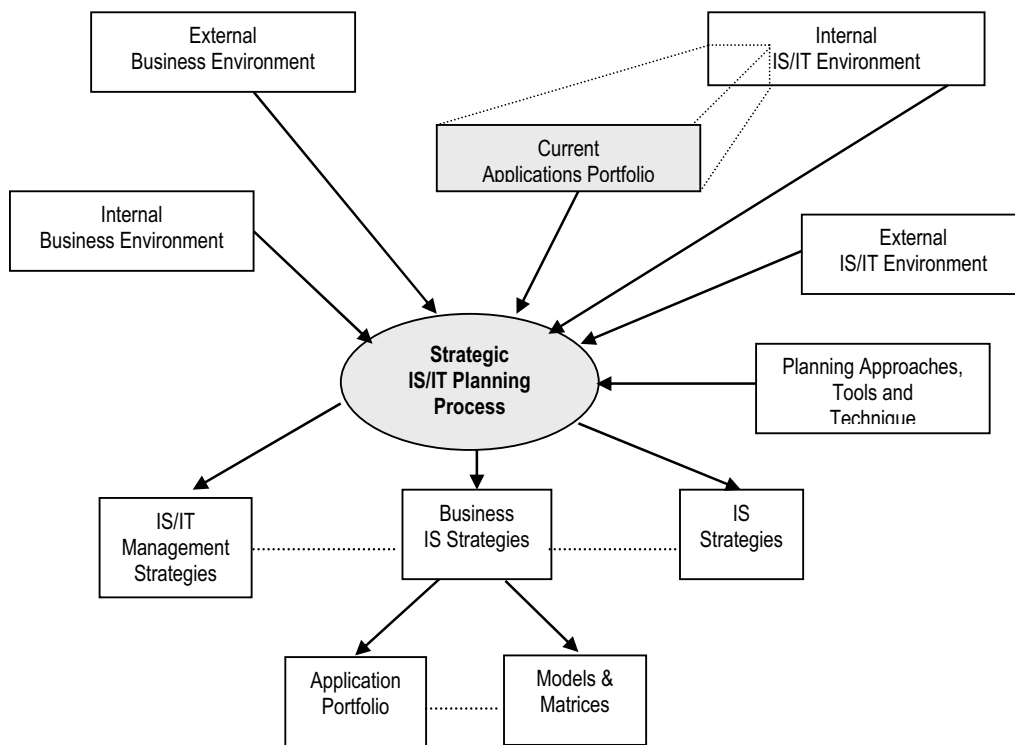 External
Business Environment
Internal
IS/IT Environment
Current
Applications Portfolio
Internal
Business Environment
External
IS/IT Environment
Strategic
IS/IT Planning
Process
Planning Approaches,
Tools and
Technique
IS/IT
Management
Strategies
Business
IS Strategies
IS
Strategies
Application
Portfolio
Models &
Matrices